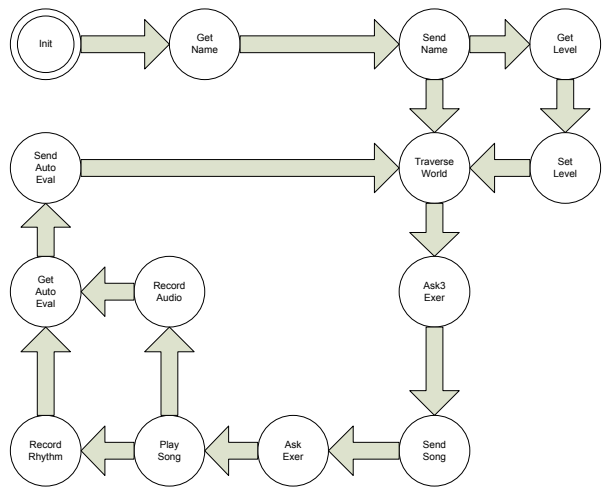 Init
Get
Name
Send
Name
Get
Level
Send
Auto
Eval
Traverse
World
Set
Level
Get
Auto
Eval
Record
Audio
Ask3
Exer
Record
Rhythm
Play
Song
Ask
Exer
Send
Song